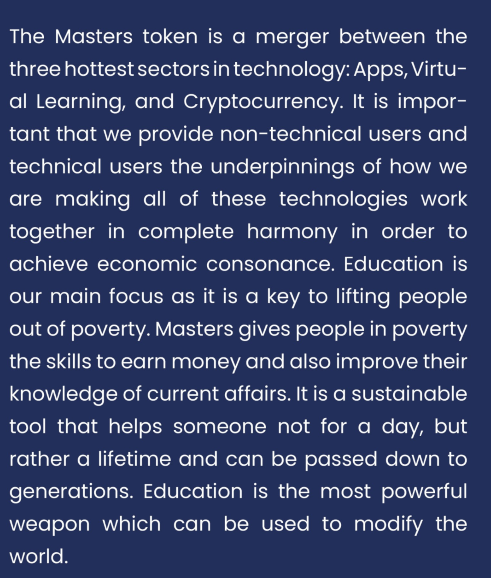 The Masters token is a merger between the
three hottest sectors in technology: Apps, Virtu-
al Learning, and Cryptocurrency. It is impor-
tant that we provide non-technical users and
technical users the underpinnings of how we
are making all of these technologies work
together in complete harmony in order to
achieve economic consonance. Education is
our main focus as it is a key to lifting people
out of poverty. Masters gives people in poverty
the skills to earn money and also improve their
knowledge of current affairs. It is a sustainable
tool that helps someone not for a day, but
rather a lifetime and can be passed down to
generations. Education is the most powerful
weapon which can be used to modify the
world.